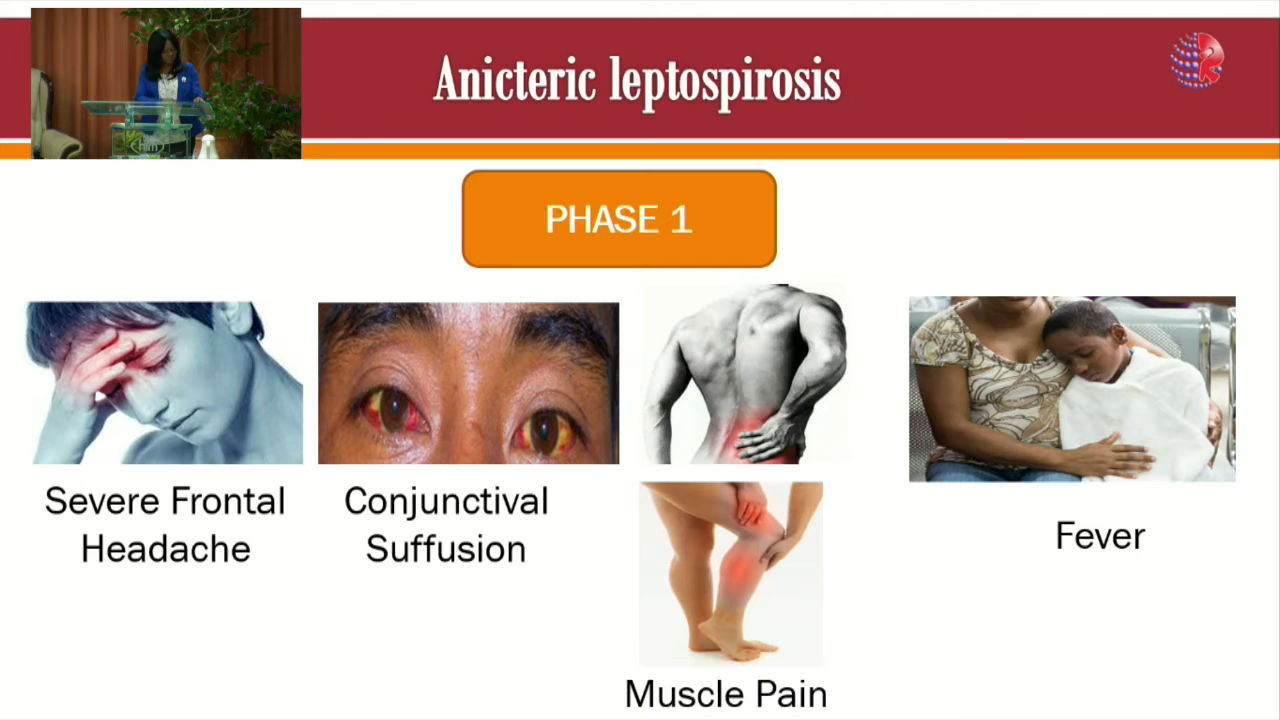 Anicteric leptospirosis
PHASE 1
Severe Frontal
Headache
Conjunctival
Suffusion
Muscle Pain
Fever